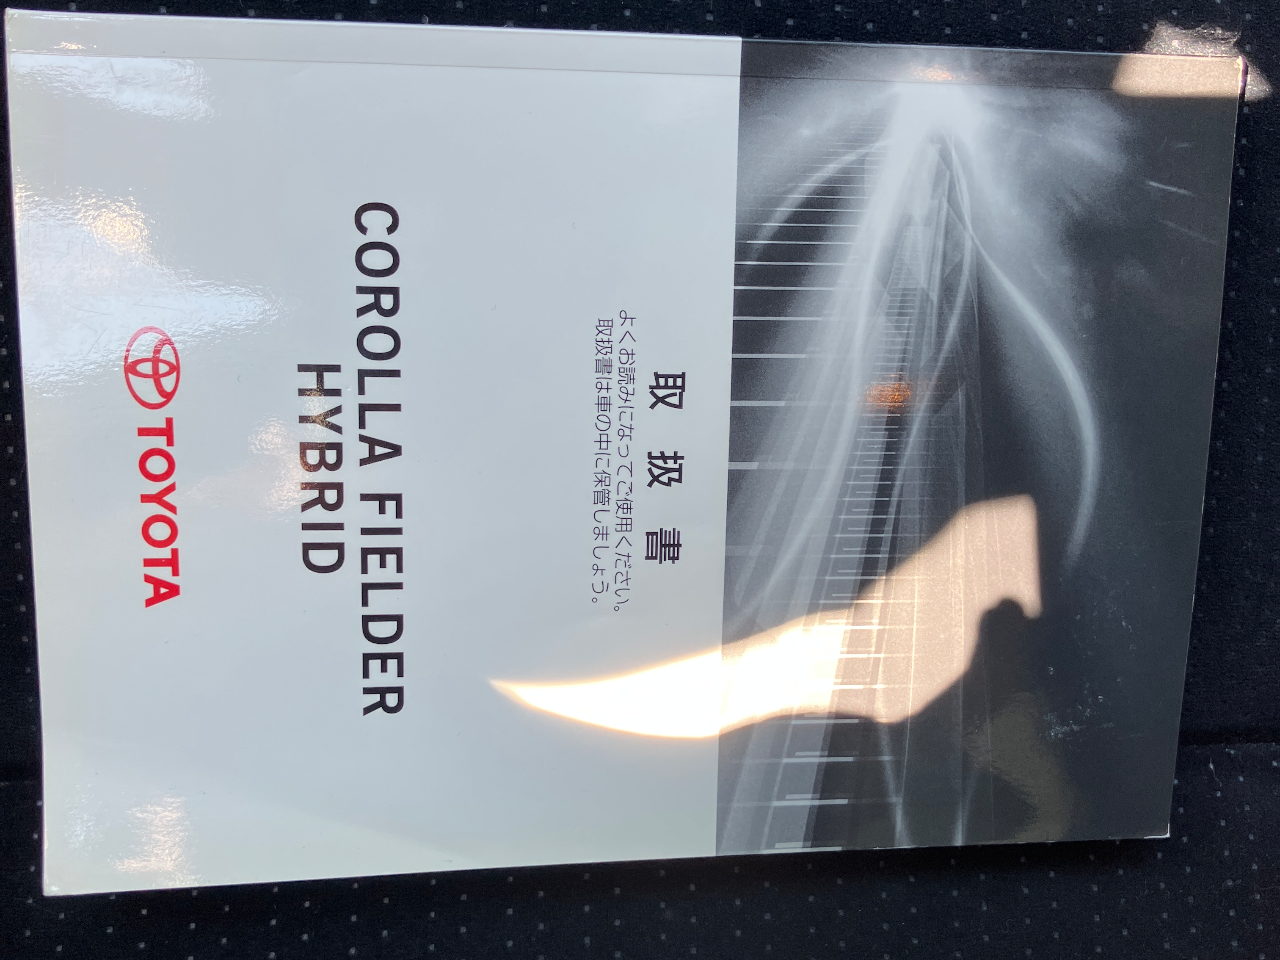 取扱書
よくお読みになってご使用ください。
取扱書は車の中に保管しましょう。
COROLLA FIELDER
HYBRID
TOYOTA